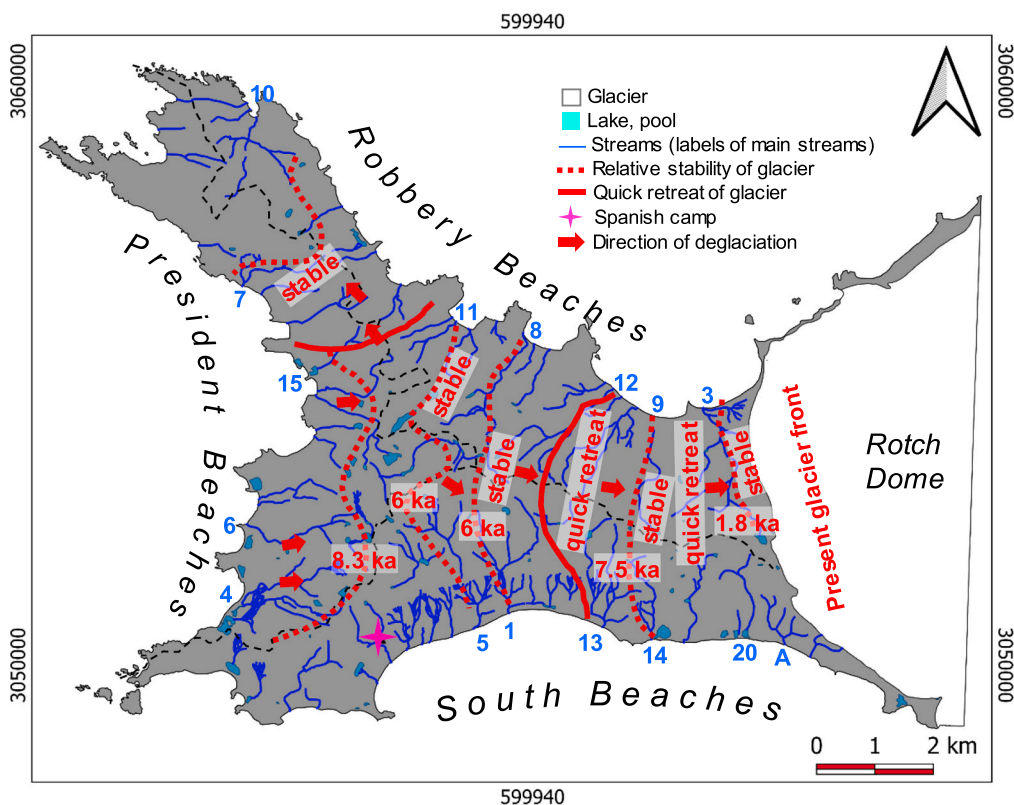 599940
3060000
3060000
Glacier
Lake, pool
Streams (labels of main streams)
Relative stability of glacier
Quick retreat of glacier
Spanish camp
Direction of deglaciation
10
Robbery Beaches
President Beaches
stable
7
11
8
15
stable
12
9
3
stable
quick retreat
stable
quick retreat
stable
Present glacier front
Rotch
Dome
6 ka
6 ka
1.8 ka
6
8.3 ka
7.5 ka
4
5
1
13
14
20
A
South Beaches
3050000
3050000
0 1 2 km
599940